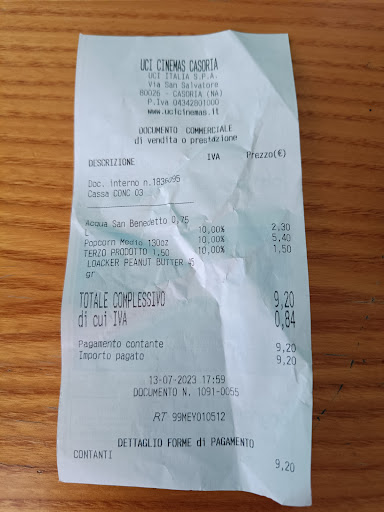 UCI CINEMAS CASORIA
UCI ITALIA S.P.A.
Via San Salvatore
80026 - CASORIA (NA)
P.Iva 04342801000
www.ucicinemas.it
DOCUMENTO COMMERCIALE
di vendita o prestazione
DESCRIZIONE IVA Prezzo(€)
Doc. interno n.1836295
Cassa CONC 03
Acqua San Benedetto 0,75 10,00% 2,30
L
Popcorn Medio 130oz 10,00% 5,40
TERZO PRODOTTO 1,50 10,00% 1,50
LOACKER PEANUT BUTTER 45
gr
TOTALE COMPLESSIVO 9,20
di cui IVA 0,84
Pagamento contante 9,20
Importo pagato 9,20
13-07-2023 17:59
DOCUMENTO N. 1091-0055
RT 99MEY010512
DETTAGLIO FORME di PAGAMENTO
CONTANTI 9,20